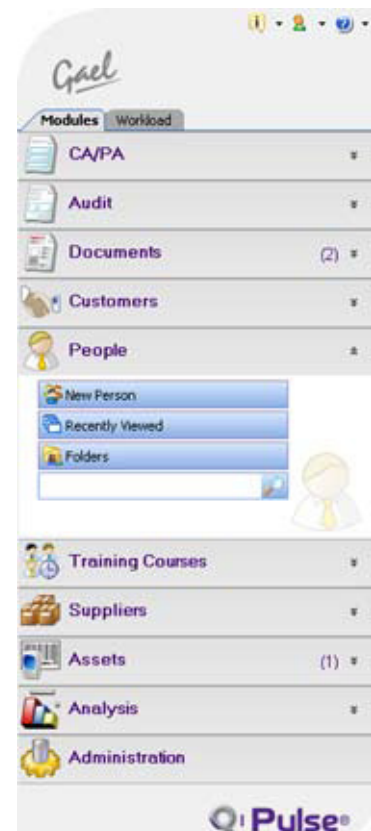 Gael
Modules Workload
CA/PA
Audit
Documents (2)
Customers
People
New Person
Recently Viewed
Folders
Training Courses
Suppliers
Assets (1)
Analysis
Administration
Q Pulse®